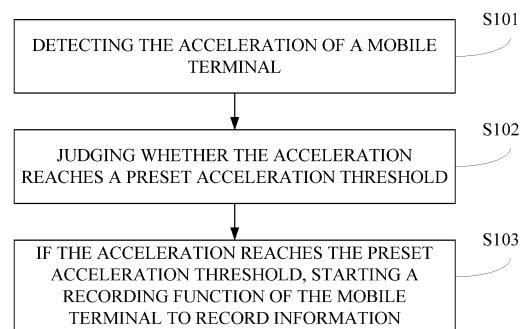 S101
DETECTING THE ACCELERATION OF A MOBILE
TERMINAL
S102
JUDGING WHETHER THE ACCELERATION
REACHES A PRESET ACCELERATION THRESHOLD
S103
IF THE ACCELERATION REACHES THE PRESET
ACCELERATION THRESHOLD, STARTING A
RECORDING FUNCTION OF THE MOBILE
TERMINAL TO RECORD INFORMATION